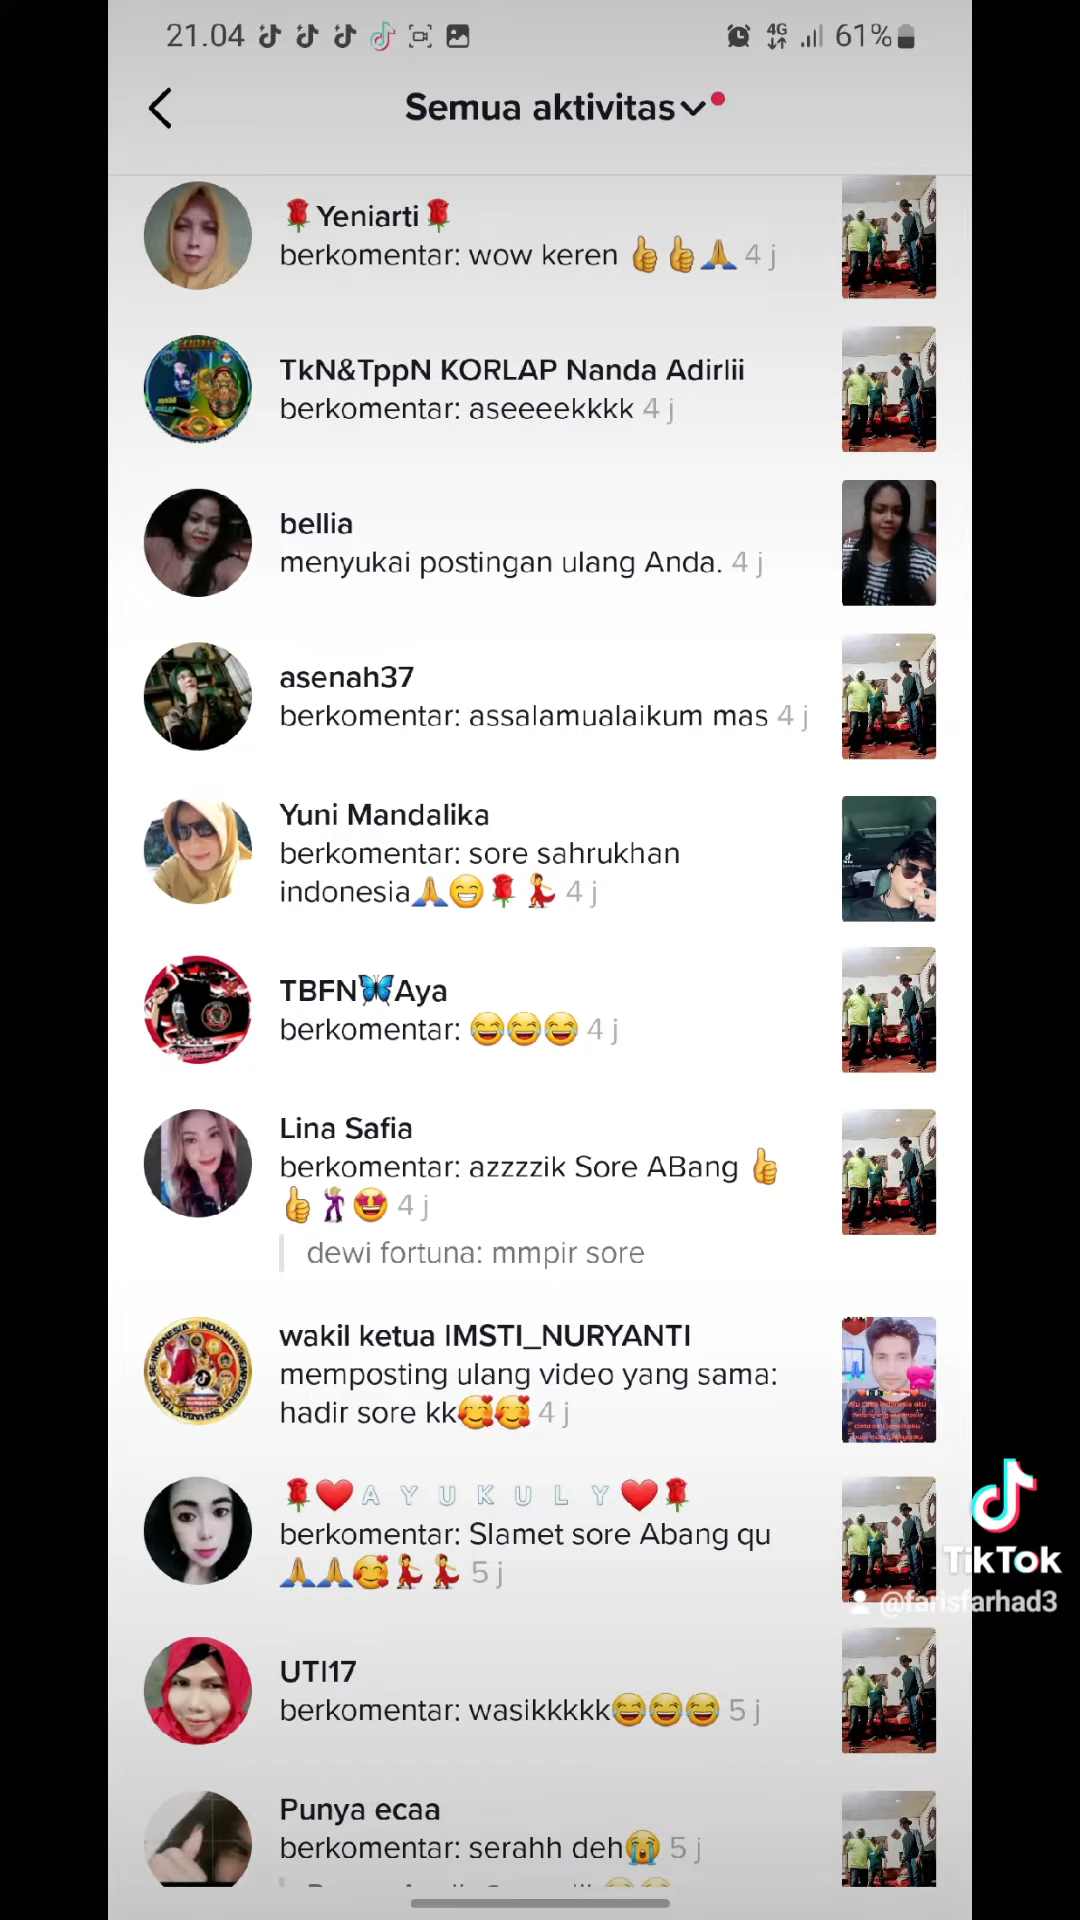 21.04 4G 61%
Semua aktivitas
🌹Yeniarti🌹
berkomentar: wow keren 👍👍🙏 4 j
TkN&TppN KORLAP Nanda Adirlii
berkomentar: aseeeekkkk 4 j
bellia
menyukai postingan ulang Anda. 4 j
asenah37
berkomentar: assalamualaikum mas 4 j
Yuni Mandalika
berkomentar: sore sahrukhan
indonesia🙏😁🌹💃 4 j
TBFN🦋Aya
berkomentar: 😂😂😂 4 j
Lina Safia
berkomentar: azzzzik Sore ABang 👍
👍🕺🤩 4 j
dewi fortuna: mmpir sore
wakil ketua IMSTI_NURYANTI
memposting ulang video yang sama:
hadir sore kk🥰🥰 4 j
🌹❤️A Y U K U L Y❤️🌹
berkomentar: Slamet sore Abang qu
🙏🙏🥰💃💃 5 j
TikTok
@farisfarhad3
UTI17
berkomentar: wasikkkkk😂😂😂 5 j
Punya ecaa
berkomentar: serahh deh😭 5 j